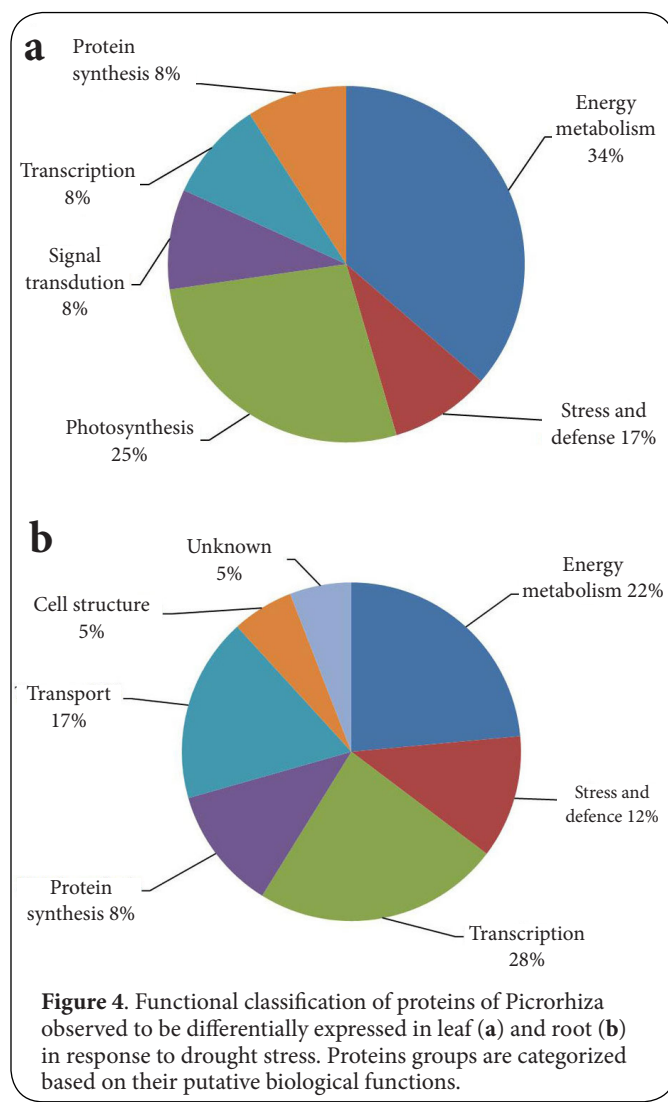 a
Protein
synthesis 8%
Energy
metabolism
34%
Transcription
8%
Signal
transdution
8%
Photosynthesis
25%
Stress and
defense 17%
b
Unknown
5%
Energy
metabolism 22%
Cell structure
5%
Transport
17%
Stress and
defence 12%
Protein
synthesis 8%
Transcription
28%
Figure 4. Functional classification of proteins of Picrorhiza
observed to be differentially expressed in leaf (a) and root (b)
in response to drought stress. Proteins groups are categorized
based on their putative biological functions.